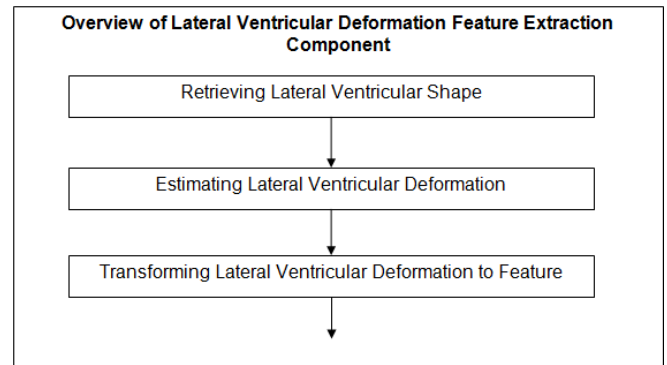 Overview of Lateral Ventricular Deformation Feature Extraction
Component
Retrieving Lateral Ventricular Shape
Estimating Lateral Ventricular Deformation
Transforming Lateral Ventricular Deformation to Feature